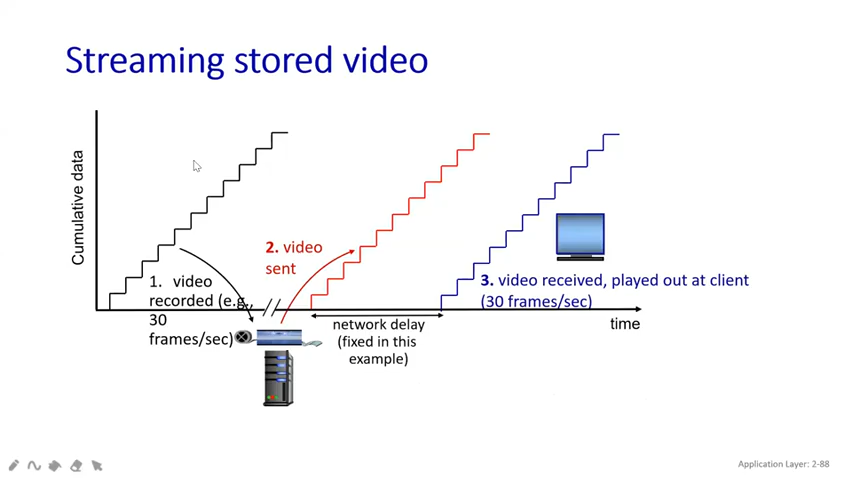 Streaming stored video
Cumulative data
2. video
sent
1. video
recorded (e.g.,
30
frames/sec)
3. video received, played out at client
(30 frames/sec)
network delay
(fixed in this
example)
time
Application Layer: 2-88